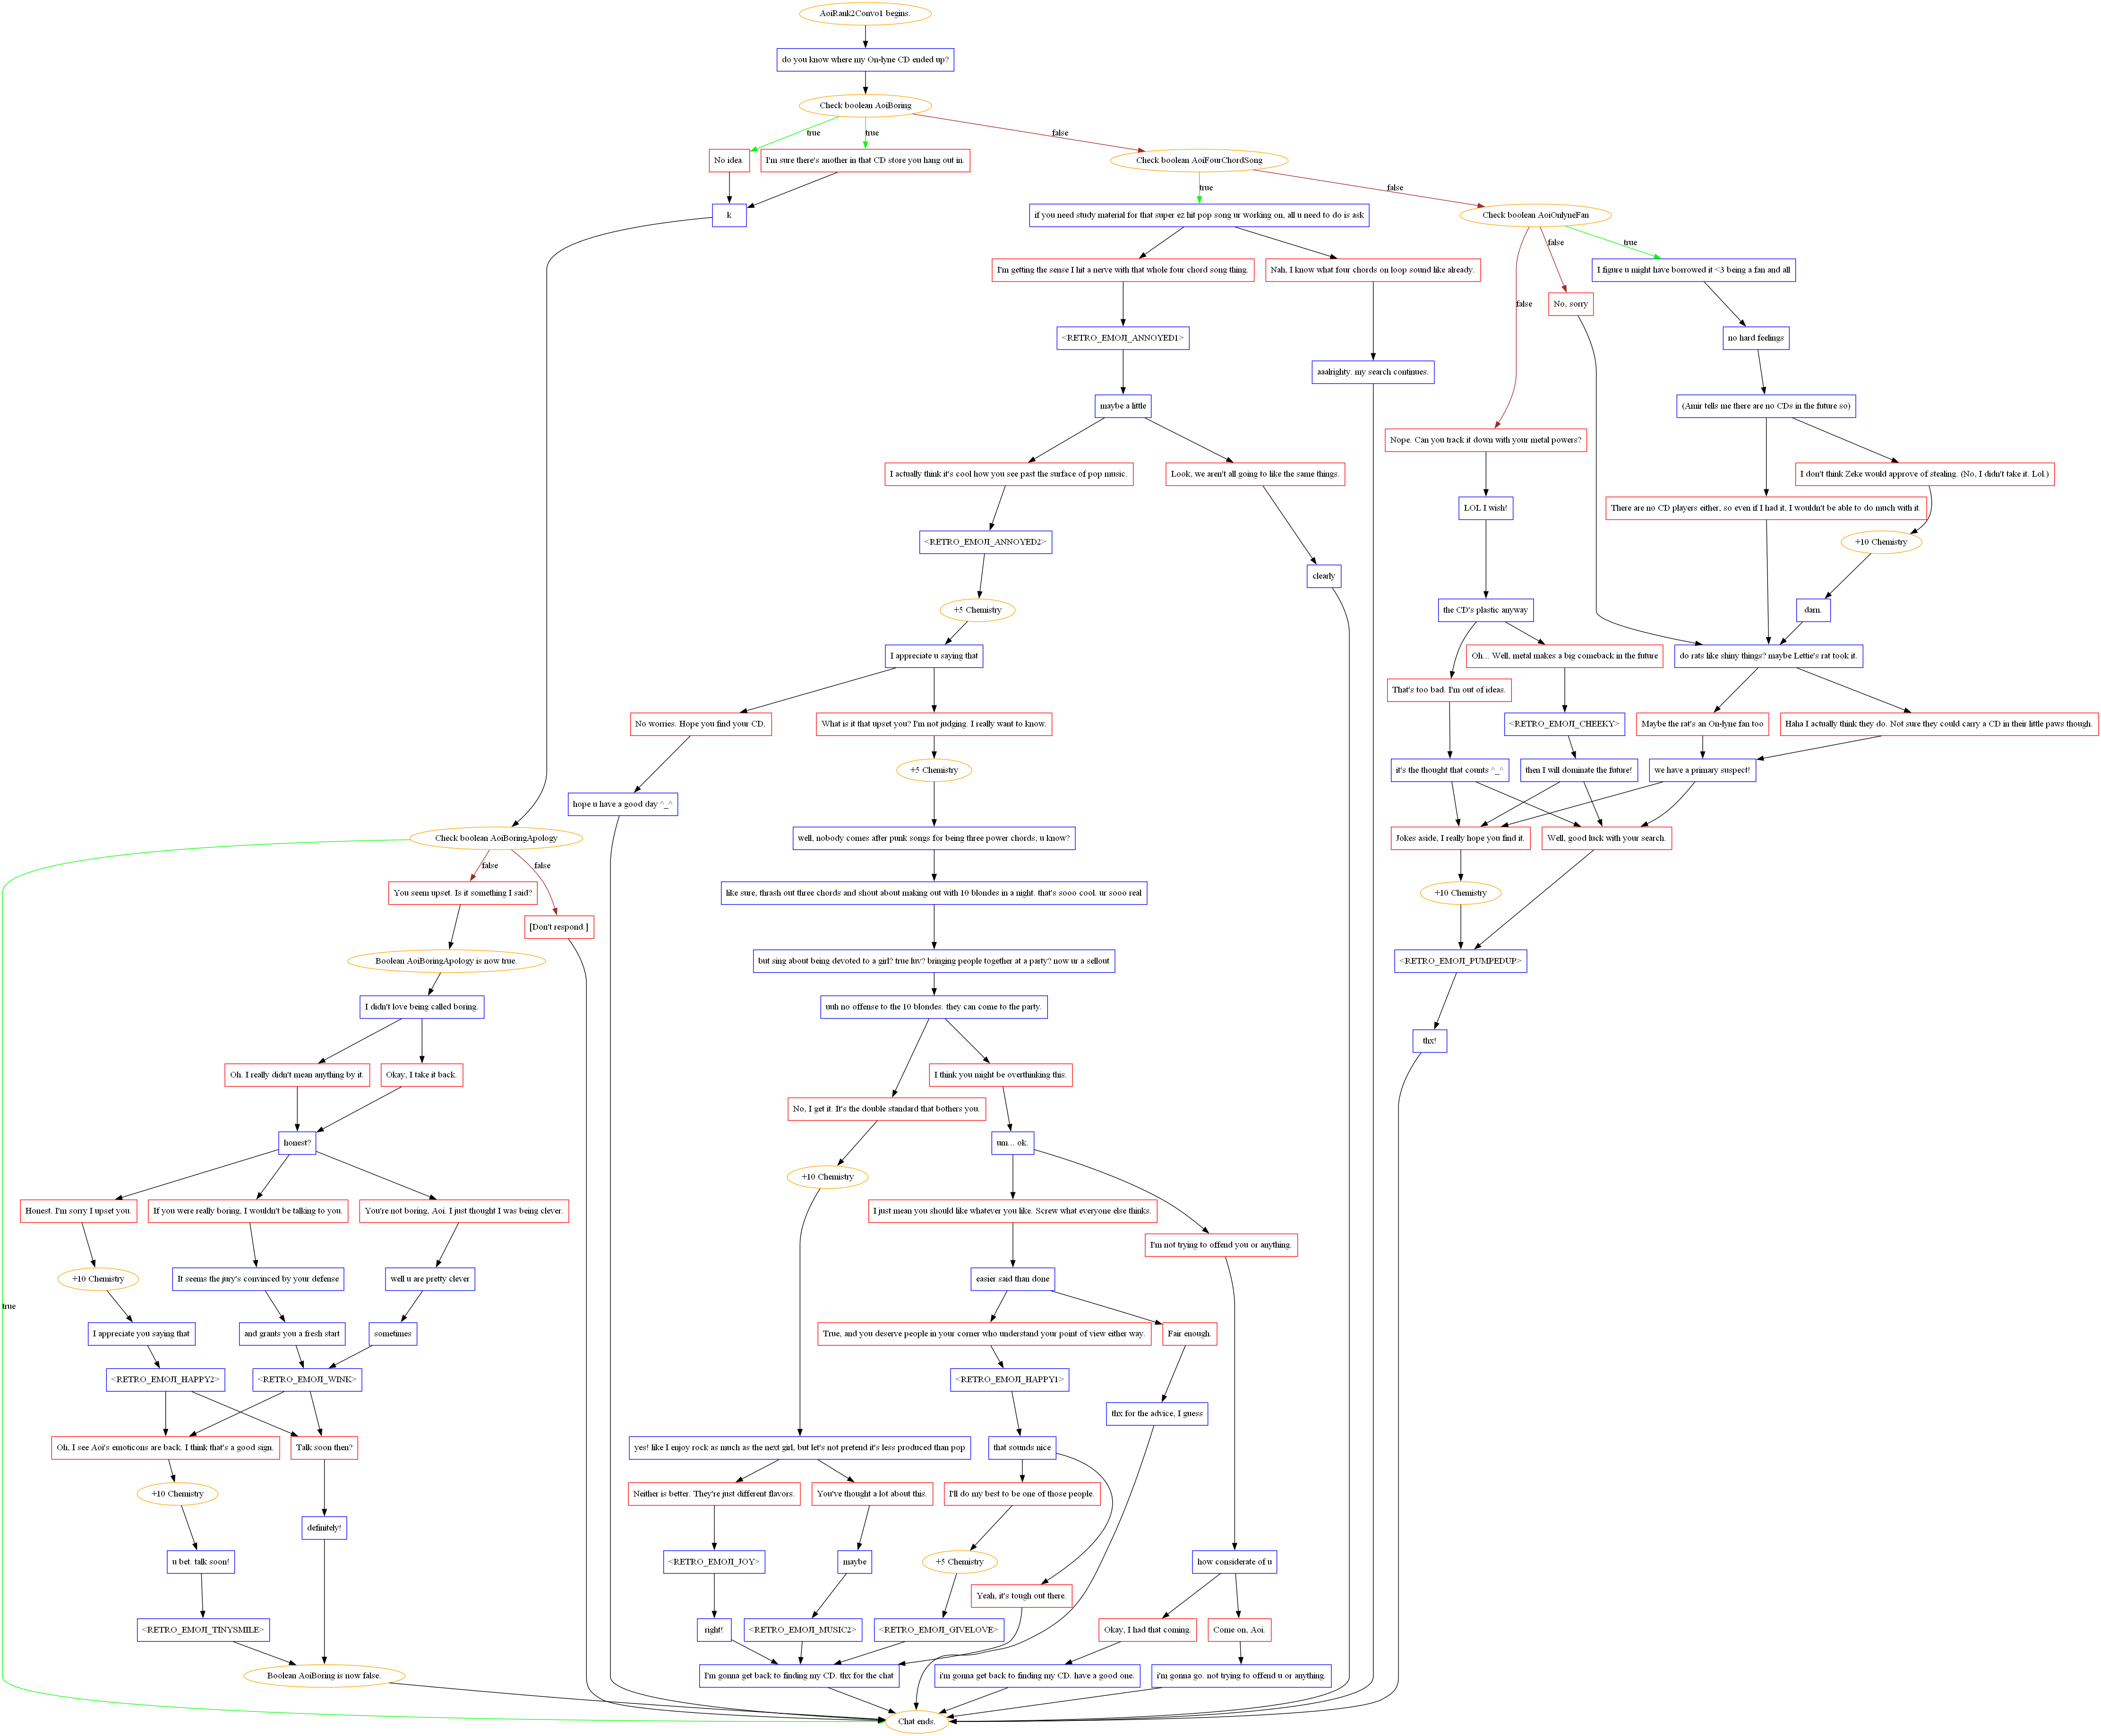 AoiRank2Convo1 begins.
do you know where my On-lyne CD ended up?
Check boolean AoiBoring
true
true
false
No idea.
I'm sure there's another in that CD store you hang out in.
Check boolean AoiFourChordSong
true
false
k
if you need study material for that super ez hit pop song ur working on, all u need to do is ask
Check boolean AoiOnlyneFan
false
true
I'm getting the sense I hit a nerve with that whole four chord song thing.
Nah, I know what four chords on loop sound like already.
I figure u might have borrowed it <3 being a fan and all
false
No, sorry
<RETRO_EMOJI_ANNOYED1>
no hard feelings
aaalrighty. my search continues.
maybe a little
(Amir tells me there are no CDs in the future so)
Nope. Can you track it down with your metal powers?
I actually think it's cool how you see past the surface of pop music.
Look, we aren't all going to like the same things.
I don't think Zeke would approve of stealing. (No, I didn't take it. Lol.)
LOL I wish!
There are no CD players either, so even if I had it, I wouldn't be able to do much with it.
<RETRO_EMOJI_ANNOYED2>
+10 Chemistry
clearly
+5 Chemistry
the CD's plastic anyway
darn.
I appreciate u saying that
Oh... Well, metal makes a big comeback in the future
do rats like shiny things? maybe Lettie's rat took it.
That's too bad. I'm out of ideas.
No worries. Hope you find your CD.
What is it that upset you? I'm not judging. I really want to know.
<RETRO_EMOJI_CHEEKY>
Maybe the rat's an On-lyne fan too
Haha I actually think they do. Not sure they could carry a CD in their little paws though.
+5 Chemistry
it's the thought that counts ^_^
then I will dominate the future!
we have a primary suspect!
hope u have a good day ^_^
Check boolean AoiBoringApology
well, nobody comes after punk songs for being three power chords, u know?
Jokes aside, I really hope you find it.
Well, good luck with your search.
false
false
You seem upset. Is it something I said?
like sure, thrash out three chords and shout about making out with 10 blondes in a night. that's sooo cool. ur sooo real
+10 Chemistry
[Don't respond.]
Boolean AoiBoringApology is now true.
but sing about being devoted to a girl? true luv? bringing people together at a party? now ur a sellout
<RETRO_EMOJI_PUMPEDUP>
I didn't love being called boring.
uuh no offense to the 10 blondes. they can come to the party.
thx!
Oh. I really didn't mean anything by it.
Okay, I take it back.
I think you might be overthinking this.
No, I get it. It's the double standard that bothers you.
honest?
um... ok.
+10 Chemistry
Honest. I'm sorry I upset you.
If you were really boring, I wouldn't be talking to you.
You're not boring, Aoi. I just thought I was being clever.
I just mean you should like whatever you like. Screw what everyone else thinks.
I'm not trying to offend you or anything.
+10 Chemistry
It seems the jury's convinced by your defense
well u are pretty clever
easier said than done
true
I appreciate you saying that
and grants you a fresh start
sometimes
True, and you deserve people in your corner who understand your point of view either way.
Fair enough.
<RETRO_EMOJI_HAPPY2>
<RETRO_EMOJI_WINK>
<RETRO_EMOJI_HAPPY1>
thx for the advice, I guess
Oh, I see Aoi's emoticons are back. I think that's a good sign.
Talk soon then?
yes! like I enjoy rock as much as the next girl, but let's not pretend it's less produced than pop
that sounds nice
+10 Chemistry
Neither is better. They're just different flavors.
You've thought a lot about this.
I'll do my best to be one of those people.
definitely!
u bet. talk soon!
<RETRO_EMOJI_JOY>
maybe
+5 Chemistry
how considerate of u
Yeah, it's tough out there.
<RETRO_EMOJI_TINYSMILE>
right!
<RETRO_EMOJI_MUSIC2>
<RETRO_EMOJI_GIVELOVE>
Okay, I had that coming.
Come on, Aoi.
Boolean AoiBoring is now false.
I'm gonna get back to finding my CD. thx for the chat
i'm gonna get back to finding my CD. have a good one.
i'm gonna go. not trying to offend u or anything.
Chat ends.